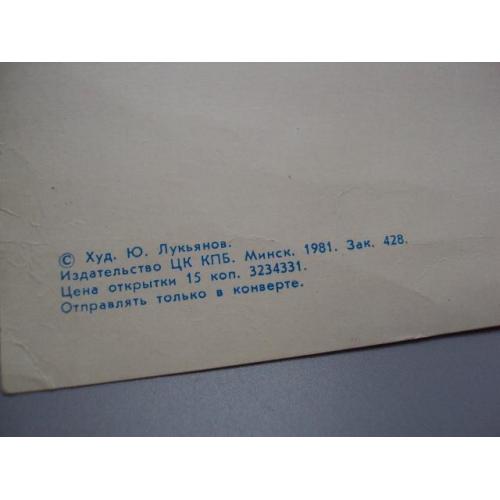 © Худ. Ю. Лукьянов.
Издательство ЦК КПБ. Минск. 1981. Зак. 428.
Цена открытки 15 коп. 3234331.
Отправлять только в конверте.